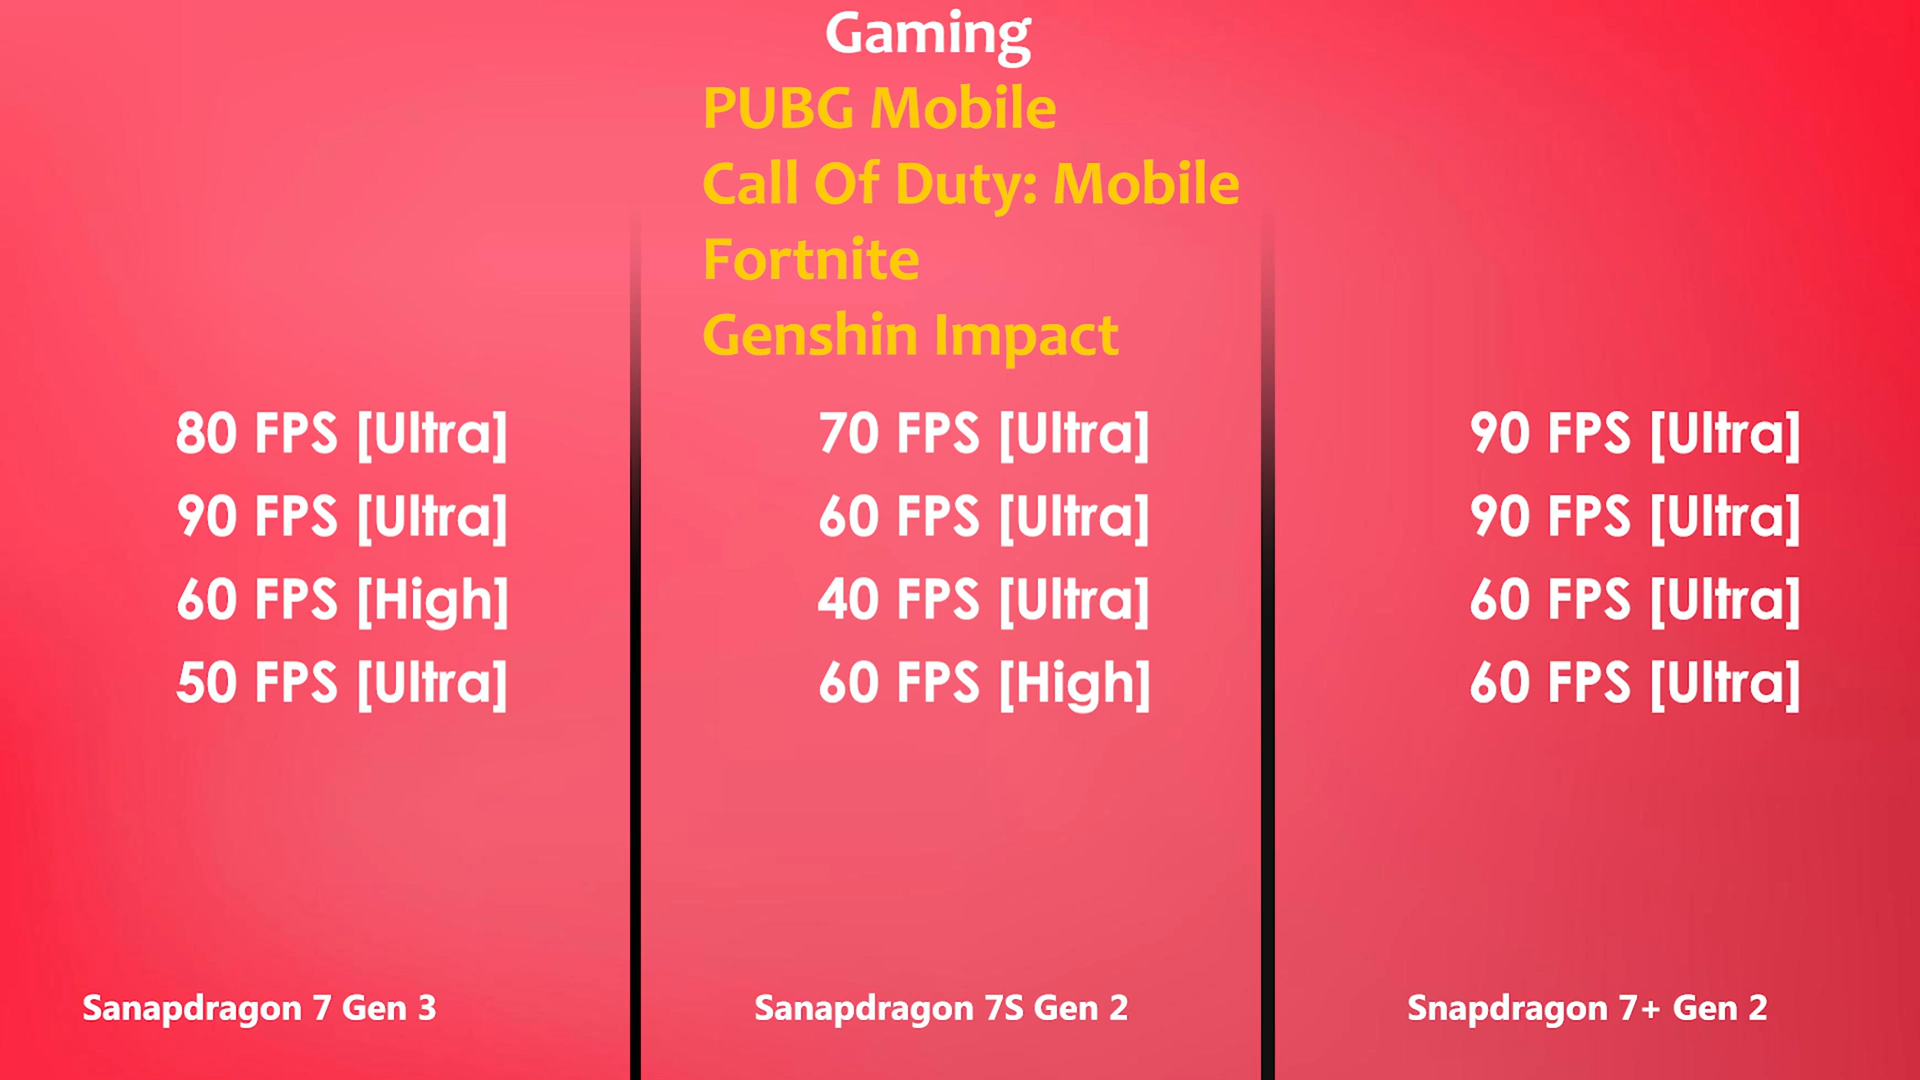 Gaming
PUBG Mobile
Call Of Duty: Mobile
Fortnite
Genshin Impact
80 FPS [Ultra]
90 FPS [Ultra]
60 FPS [High]
50 FPS [Ultra]
Sanapdragon 7 Gen 3
70 FPS [Ultra]
60 FPS [Ultra]
40 FPS [Ultra]
60 FPS [High]
Sanapdragon 7S Gen 2
90 FPS [Ultra]
90 FPS [Ultra]
60 FPS [Ultra]
60 FPS [Ultra]
Snapdragon 7+ Gen 2